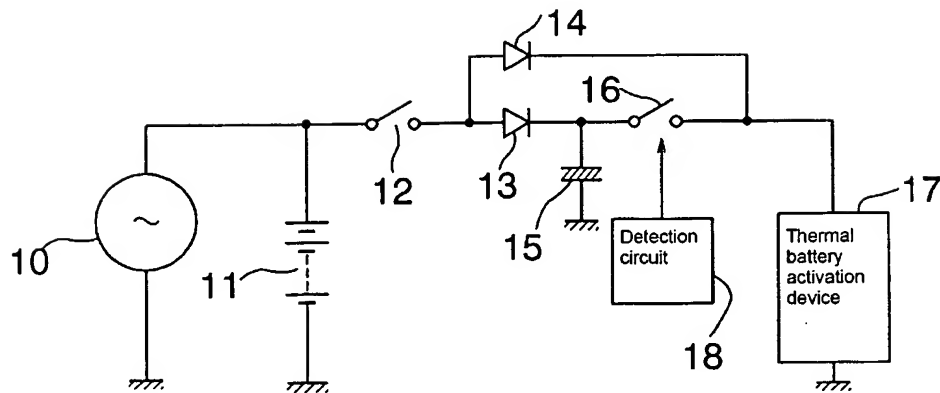 14
16
12
13
17
10
11
15
Detection
circuit
Thermal
battery
activation
device
18